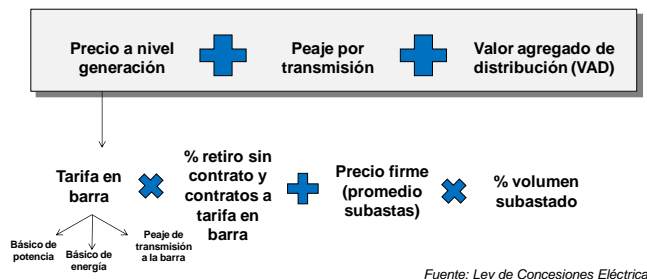 Precio a nivel
generación
Peaje por
transmisión
Valor agregado de
distribución (VAD)
Tarifa en
barra
% retiro sin
contrato y
contratos a
tarifa en
barra
Precio firme
(promedio
subastas)
% volumen
subastado
Básico de
potencia
Básico de
energía
Peaje de
transmisión
a la barra
Fuente: Ley de Concesiones Eléctrica